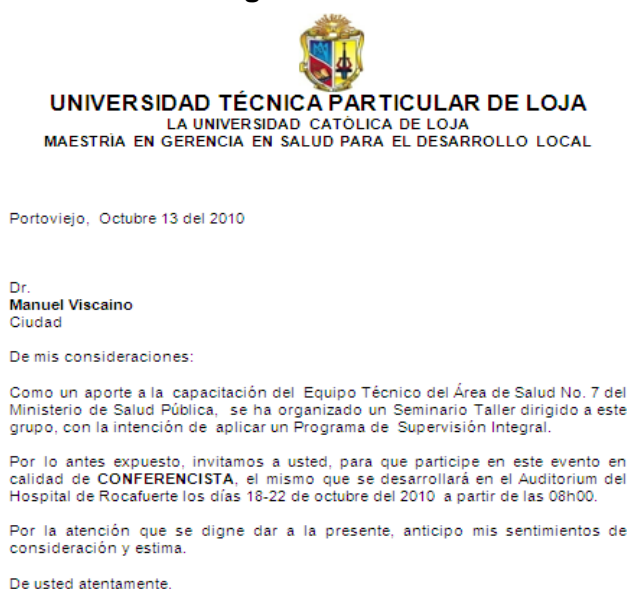 UNIVERSIDAD TÉCNICA PARTICULAR DE LOJA
LA UNIVERSIDAD CATÓLICA DE LOJA
MAESTRÌA EN GERENCIA EN SALUD PARA EL DESARROLLO LOCAL
Portoviejo, Octubre 13 del 2010
Dr.
Manuel Viscaino
Ciudad
De mis consideraciones:
Como un aporte a la capacitación del Equipo Técnico del Área de Salud No. 7 del
Ministerio de Salud Pública, se ha organizado un Seminario Taller dirigido a este
grupo, con la intención de aplicar un Programa de Supervisión Integral.
Por lo antes expuesto, invitamos a usted, para que participe en este evento en
calidad de CONFERENCISTA, el mismo que se desarrollará en el Auditorium del
Hospital de Rocafuerte los días 18-22 de octubre del 2010 a partir de las 08h00.
Por la atención que se digne dar a la presente, anticipo mis sentimientos de
consideración y estima.
De usted atentamente.